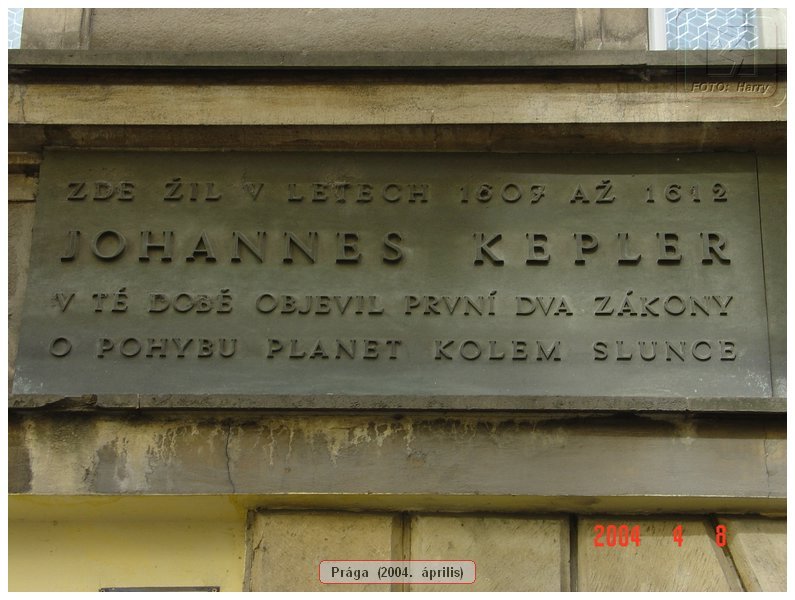 FOTO: Harry
ZDE ŽIL V LETECH 1607 AŽ 1612
JOHANNES KEPLER
V TÉ DOBĚ OBJEVIL PRVNÍ DVA ZÁKONY
O POHYBU PLANET KOLEM SLUNCE
2004 4 8
Prága (2004. április)